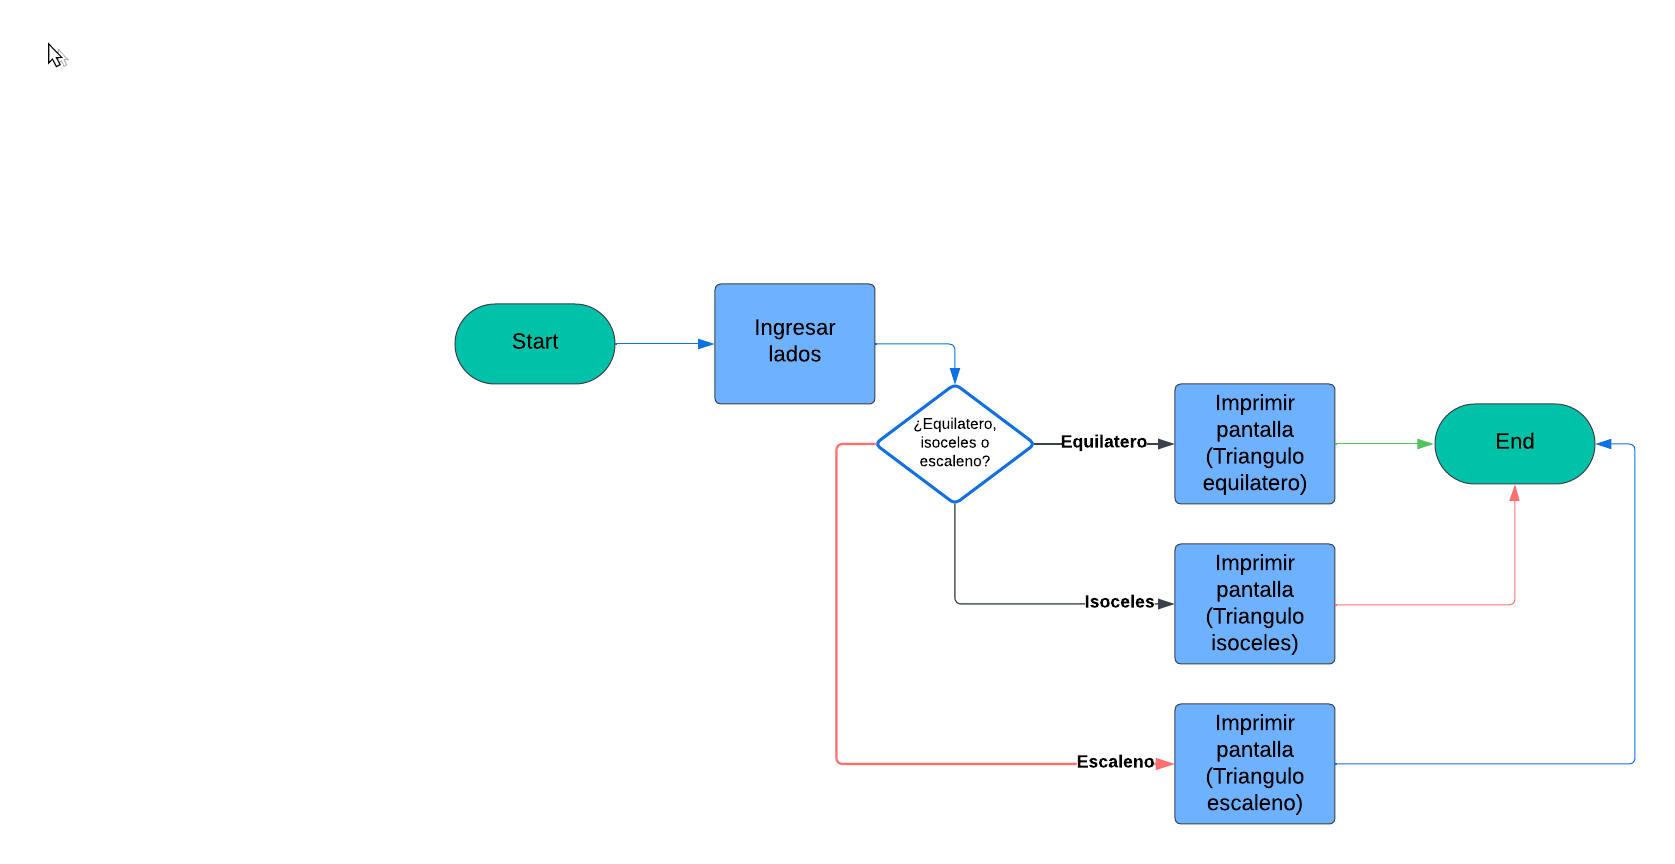 Start
Ingresar
lados
¿Equilatero,
isoceles o
escaleno?
Equilatero
Imprimir
pantalla
(Triangulo
equilatero)
End
Isoceles
Imprimir
pantalla
(Triangulo
isoceles)
Escaleno
Imprimir
pantalla
(Triangulo
escaleno)